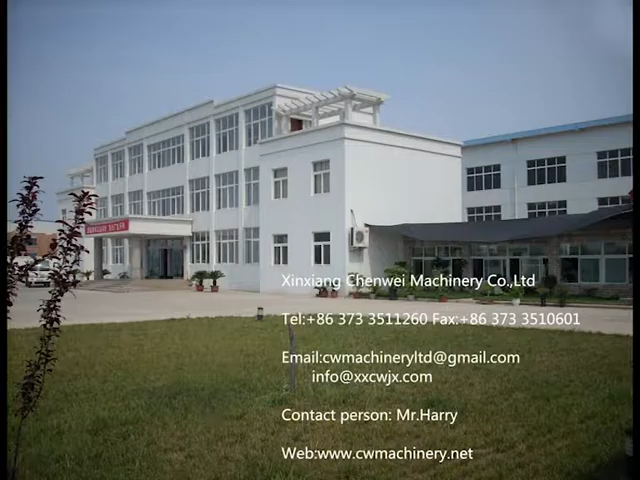 Xinxiang Chenwei Machinery Co,Ltd
Tel:+86 373 3511260 Fax:+86 373 3510601
Email:cwmachineryltd@gmail.com
info@xxcwjx.com
Contact person: Mr.Harry
Web:www.cwmachinery.net